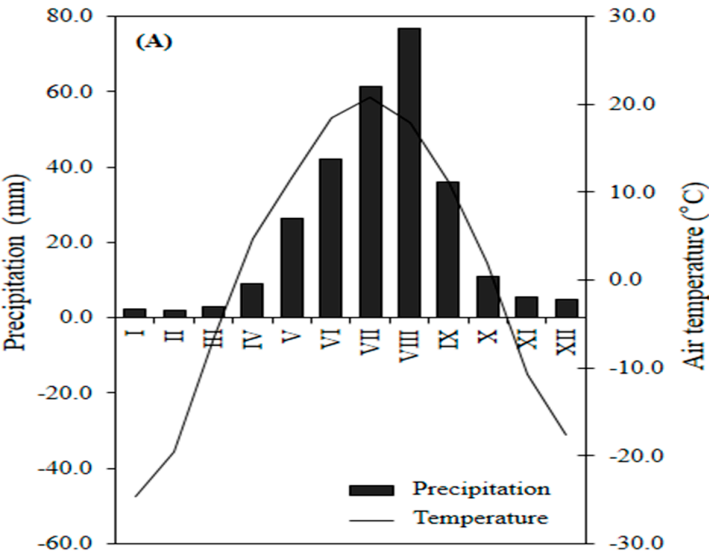 (A)
Precipitation (mm)
80.0
60.0
40.0
20.0
0.0
-20.0
-40.0
-60.0
I II III IV V VI VII VIII IX X XI XII
30.0
20.0
10.0
0.0
-10.0
-20.0
-30.0
Air temperature (°C)
Precipitation
Temperature